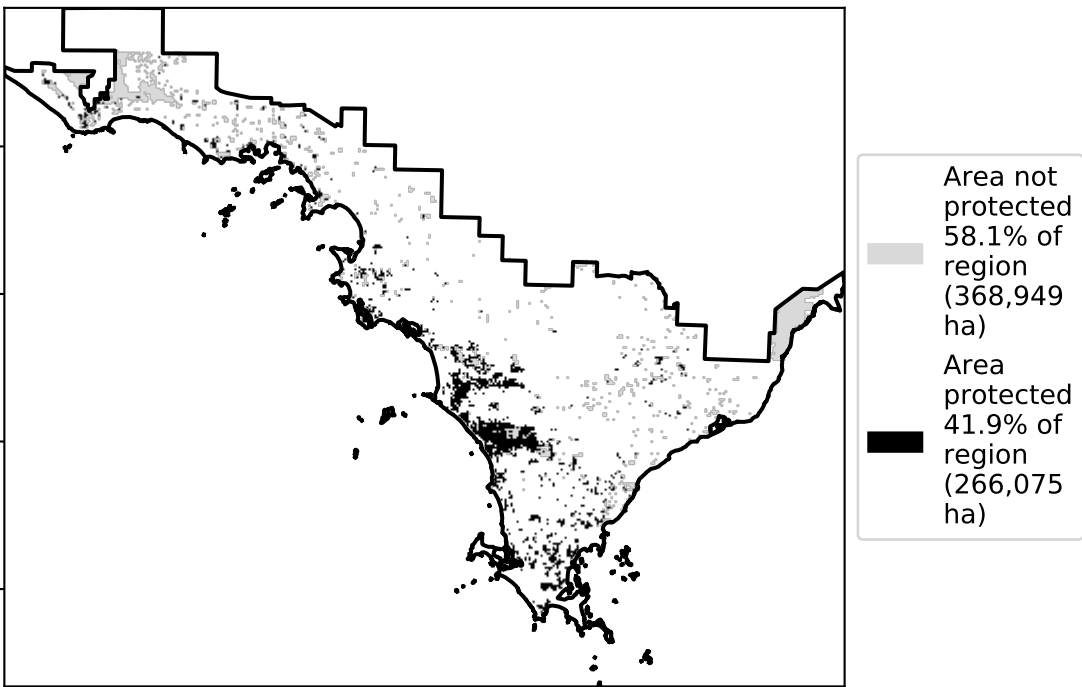 Area not
protected
58.1% of
region
(368,949
ha)
Area
protected
41.9% of
region
(266,075
ha)